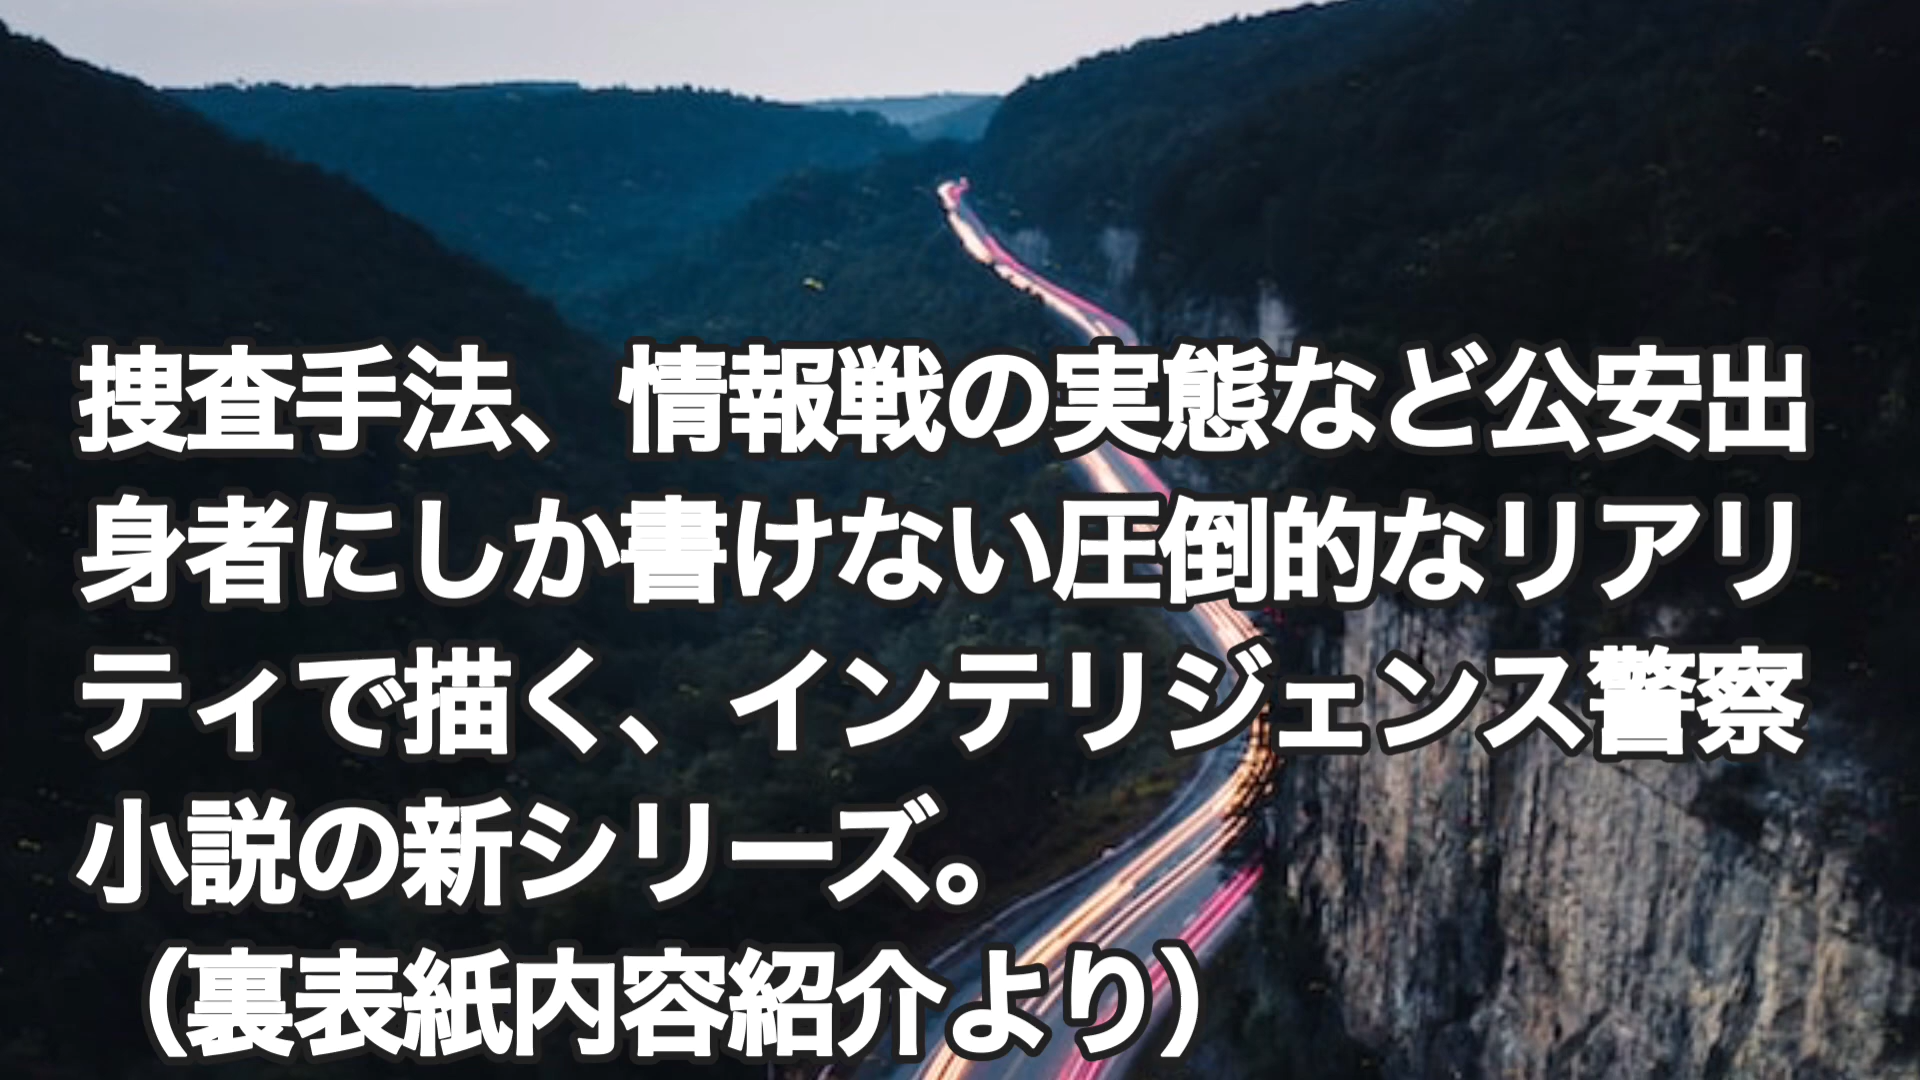 捜査手法、情報戦の実態など公安出
身者にしか書けない圧倒的なリアリ
ティで描く、インテリジェンス警察
小説の新シリーズ。
（裏表紙内容紹介より）